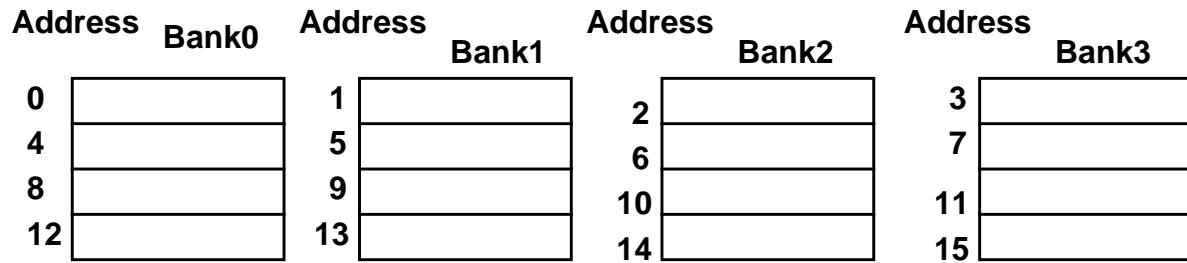 Address Bank0 Address Bank1 Address Bank2 Address Bank3
0 1 2 3
4 5 6 7
8 9 10 11
12 13 14 15